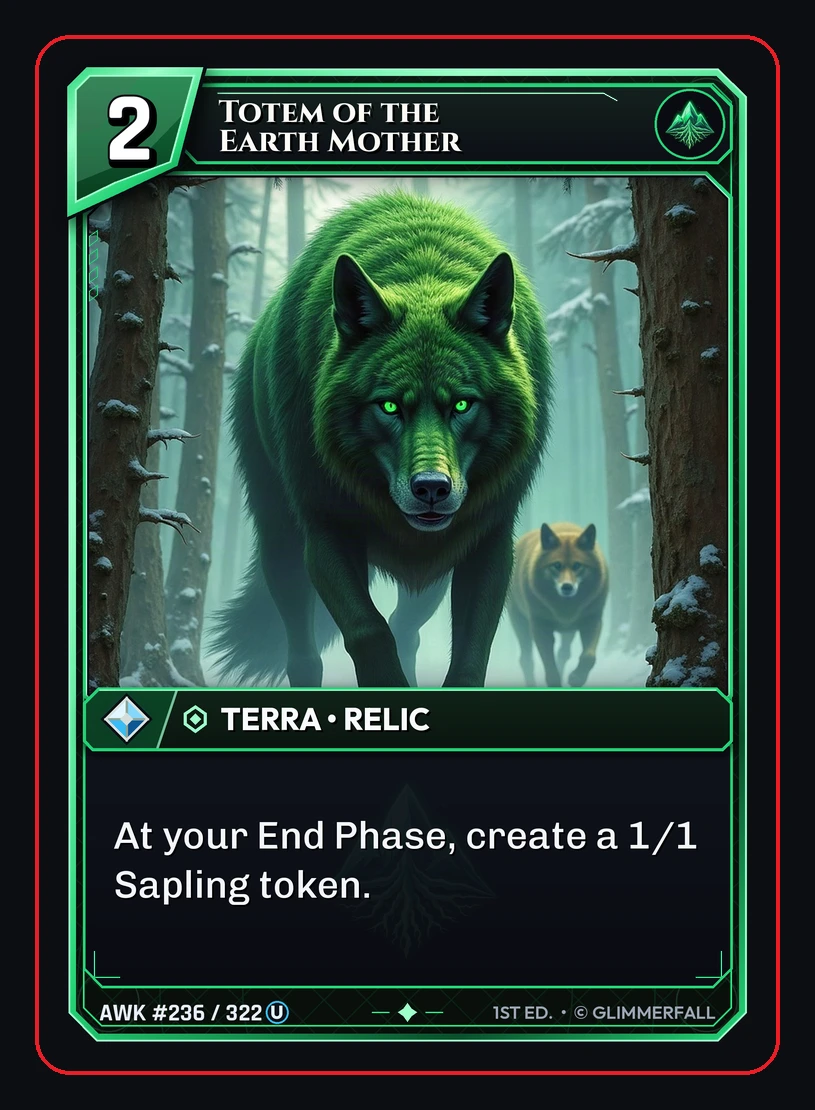 2
TOTEM OF THE
EARTH MOTHER
TERRA • RELIC
At your End Phase, create a 1/1
Sapling token.
AWK #236 / 322 U
1ST ED. • © GLIMMERFALL